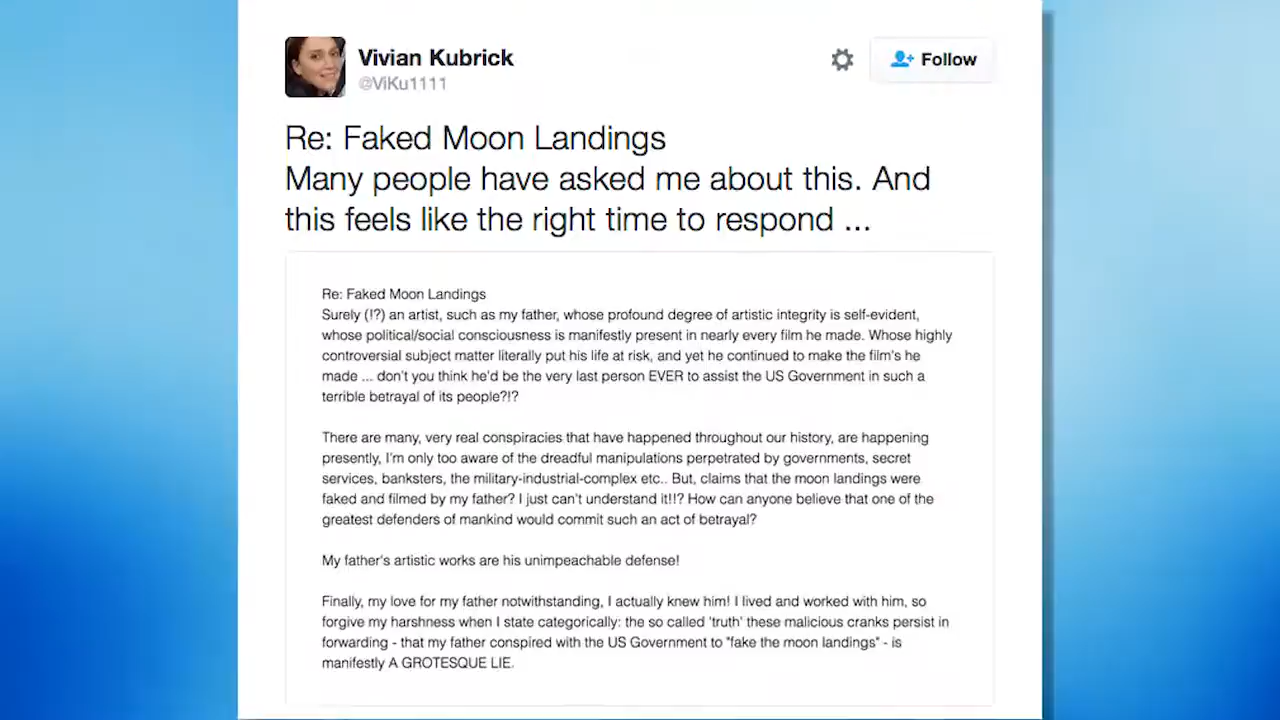 Vivian Kubrick
@ViKu1111
Follow
Re: Faked Moon Landings
Many people have asked me about this. And
this feels like the right time to respond ...
Re: Faked Moon Landings
Surely (!?) an artist, such as my father, whose profound degree of artistic integrity is self-evident,
whose political/social consciousness is manifestly present in nearly every film he made. Whose highly
controversial subject matter literally put his life at risk, and yet he continued to make the film's he
made ... don't you think he'd be the very last person EVER to assist the US Government in such a
terrible betrayal of its people?!?
There are many, very real conspiracies that have happened throughout our history, are happening
presently, I'm only too aware of the dreadful manipulations perpetrated by governments, secret
services, banksters, the military-industrial-complex etc.. But, claims that the moon landings were
faked and filmed by my father? I just can't understand it!!? How can anyone believe that one of the
greatest defenders of mankind would commit such an act of betrayal?
My father's artistic works are his unimpeachable defense!
Finally, my love for my father notwithstanding, I actually knew him! I lived and worked with him, so
forgive my harshness when I state categorically: the so called 'truth' these malicious cranks persist in
forwarding - that my father conspired with the US Government to "fake the moon landings" - is
manifestly A GROTESQUE LIE.